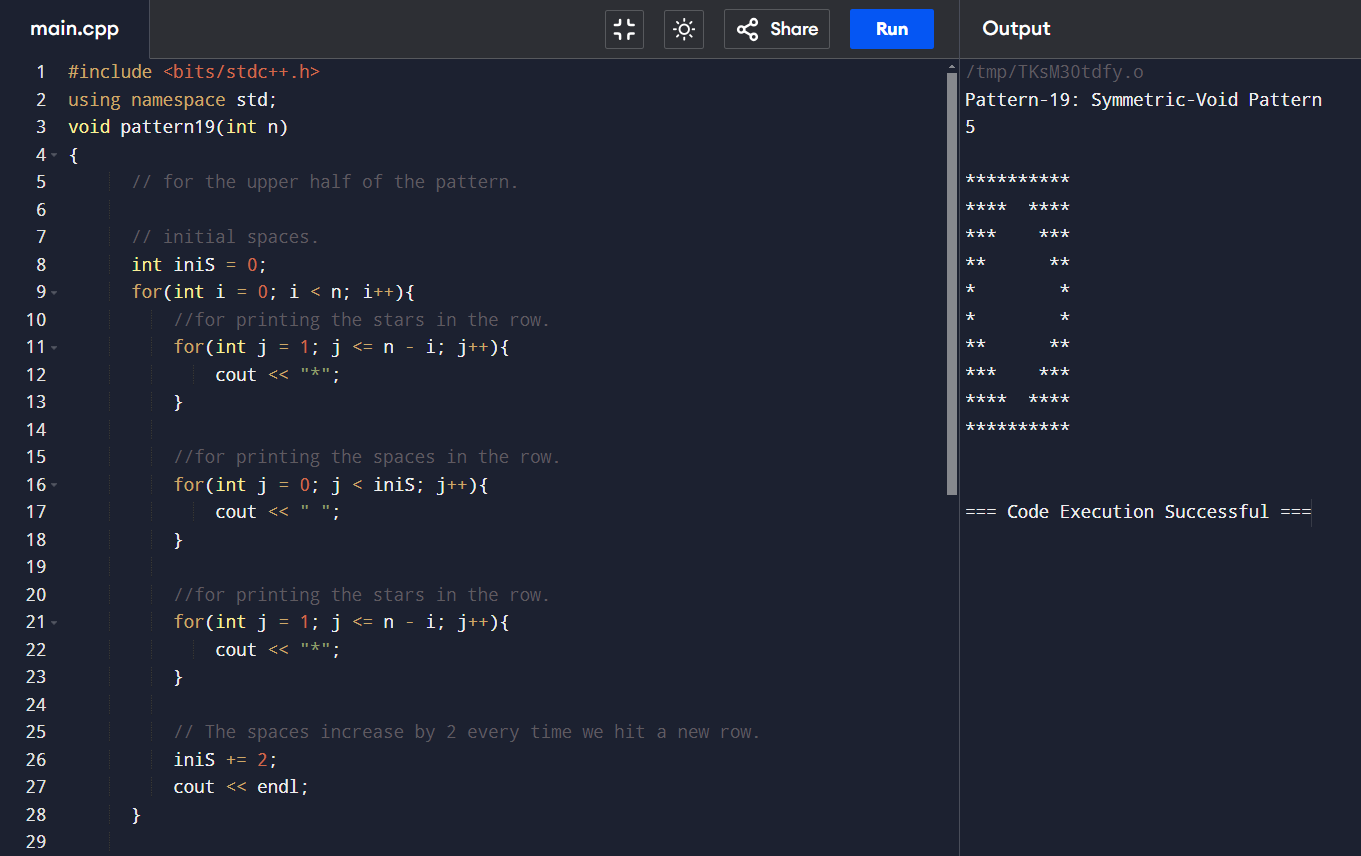 main.cpp
Share
Run
Output
1 #include <bits/stdc++.h>
2 using namespace std;
3 void pattern19(int n)
4 {
5 // for the upper half of the pattern.
6
7 // initial spaces.
8 int iniS = 0;
9 for(int i = 0; i < n; i++){
10 //for printing the stars in the row.
11 for(int j = 1; j <= n - i; j++){
12 cout << "*";
13 }
14
15 //for printing the spaces in the row.
16 for(int j = 0; j < iniS; j++){
17 cout << " ";
18 }
19
20 //for printing the stars in the row.
21 for(int j = 1; j <= n - i; j++){
22 cout << "*";
23 }
24
25 // The spaces increase by 2 every time we hit a new row.
26 iniS += 2;
27 cout << endl;
28 }
29
/tmp/TKsM30tdfy.o
Pattern-19: Symmetric-Void Pattern
5
**********
****  ****
***    ***
**      **
*        *
*        *
**      **
***    ***
****  ****
**********
=== Code Execution Successful ===